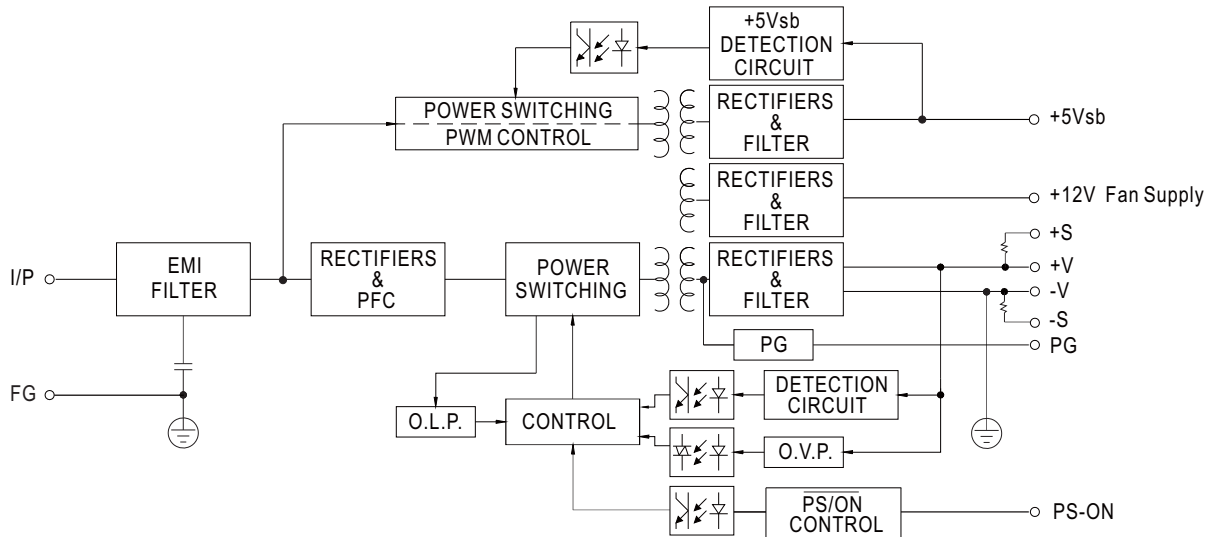 +5Vsb
DETECTION
CIRCUIT
POWER SWITCHING
PWM CONTROL
RECTIFIERS
&
FILTER
+5Vsb
RECTIFIERS
&
FILTER
+12V Fan Supply
I/P
EMI
FILTER
RECTIFIERS
&
PFC
POWER
SWITCHING
RECTIFIERS
&
FILTER
+S
+V
-V
-S
PG
PG
FG
O.L.P.
CONTROL
DETECTION
CIRCUIT
O.V.P.
PS/ON
CONTROL
PS-ON